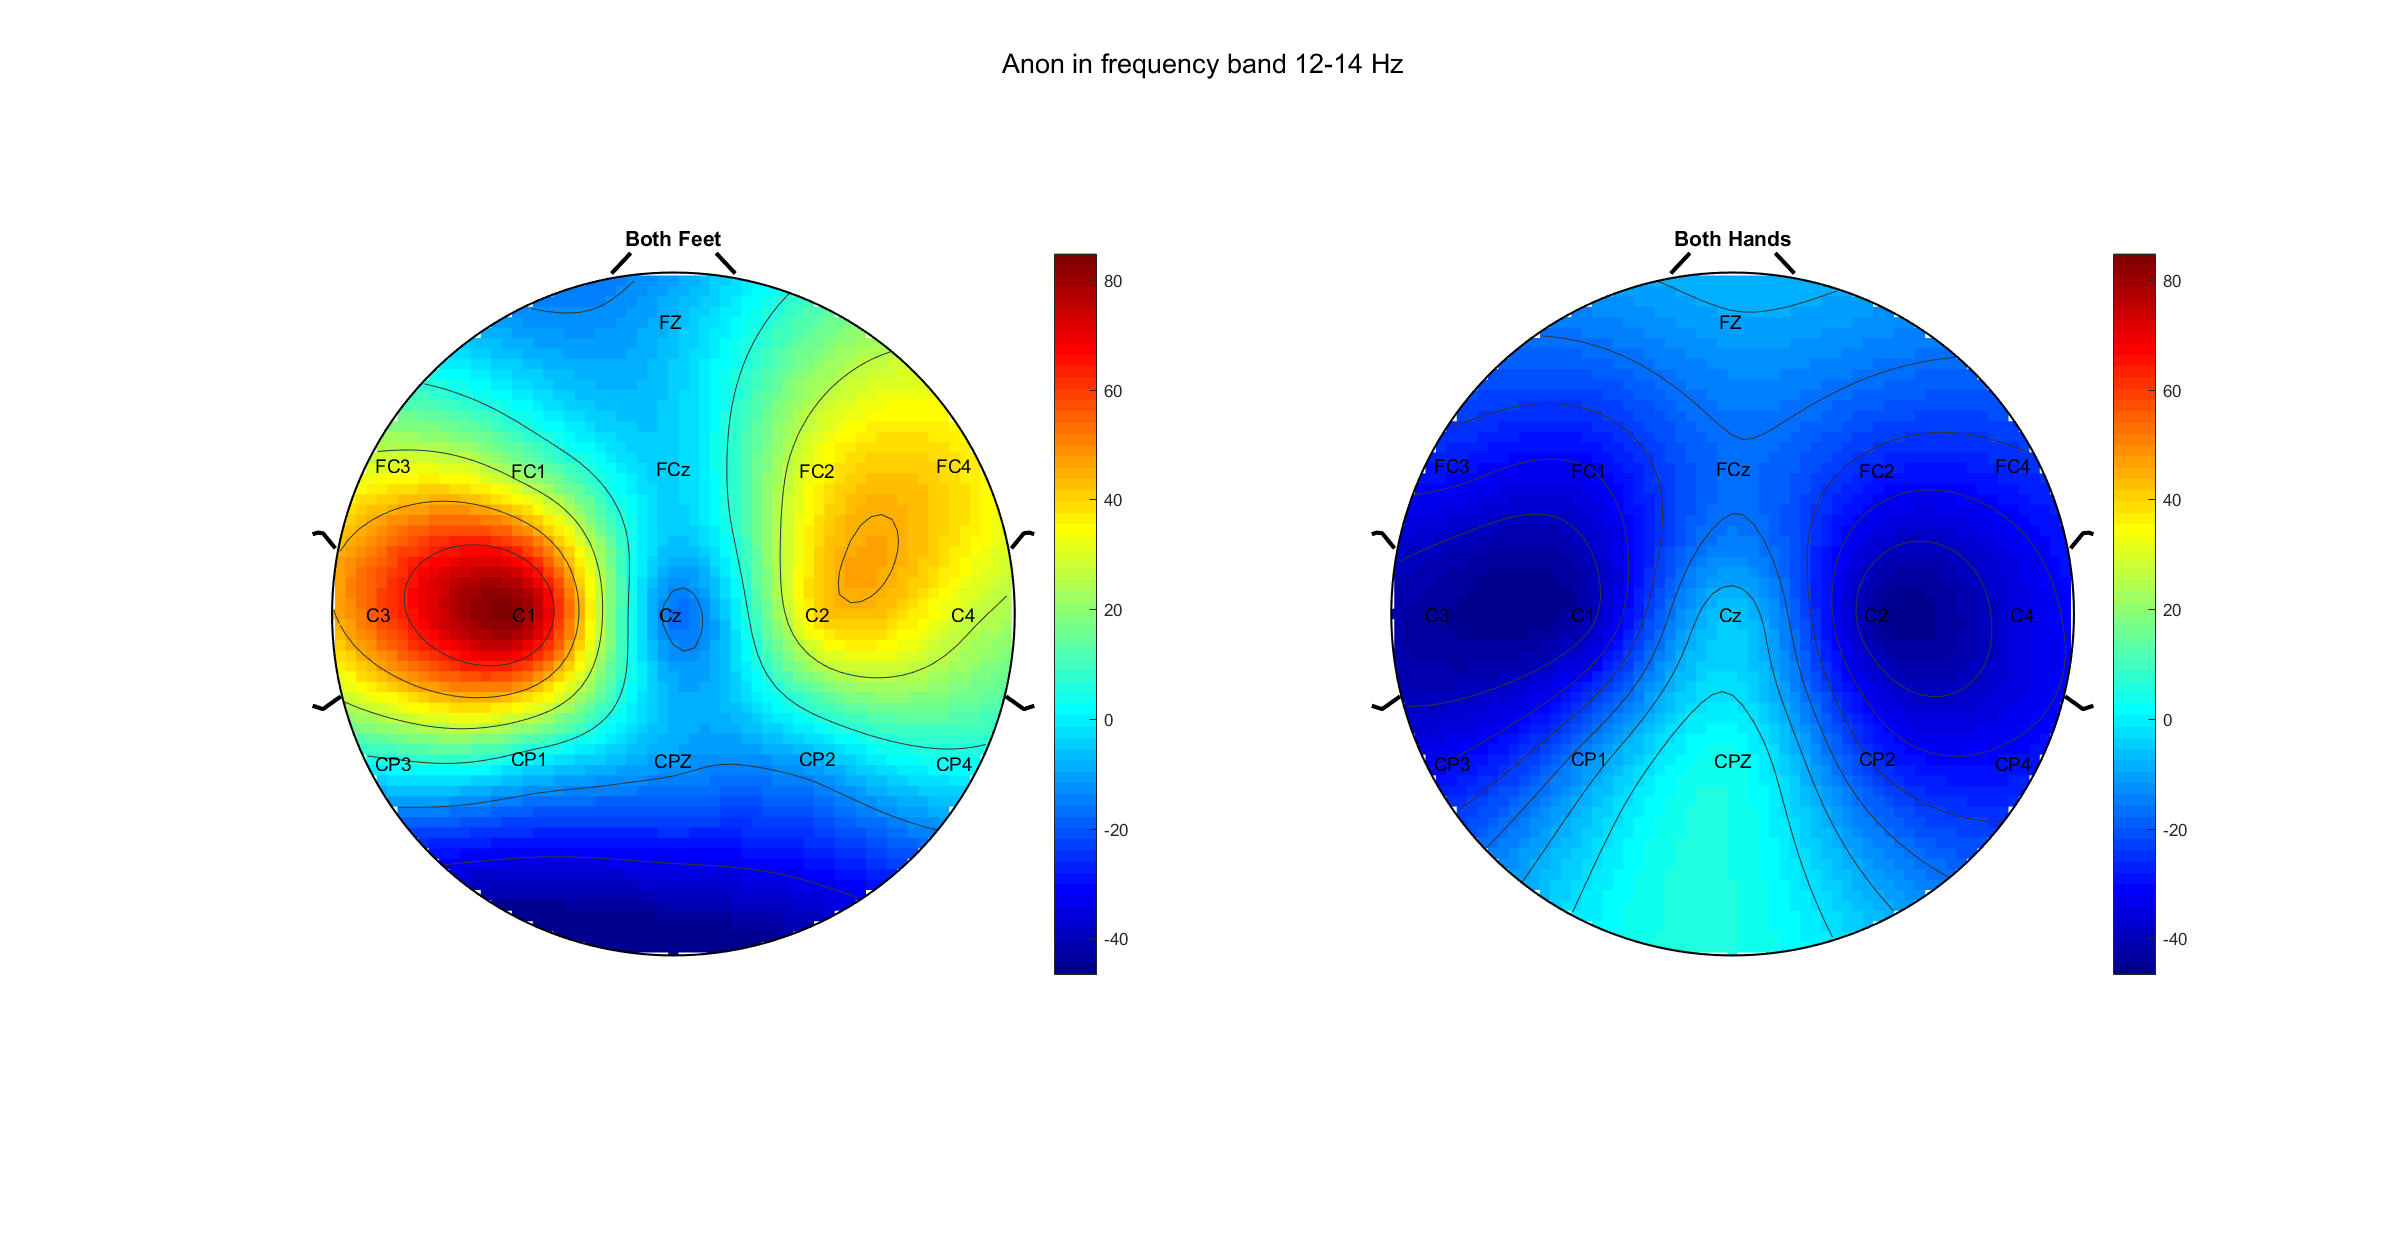 Anon in frequency band 12-14 Hz
Both Feet
FZ
FC3 FC1 FCz FC2 FC4
C3 C1 Cz C2 C4
CP3 CP1 CPZ CP2 CP4
80
60
40
20
0
-20
-40
Both Hands
FZ
FC3 FC1 FCz FC2 FC4
C3 C1 Cz C2 C4
CP3 CP1 CPZ CP2 CP4
80
60
40
20
0
-20
-40